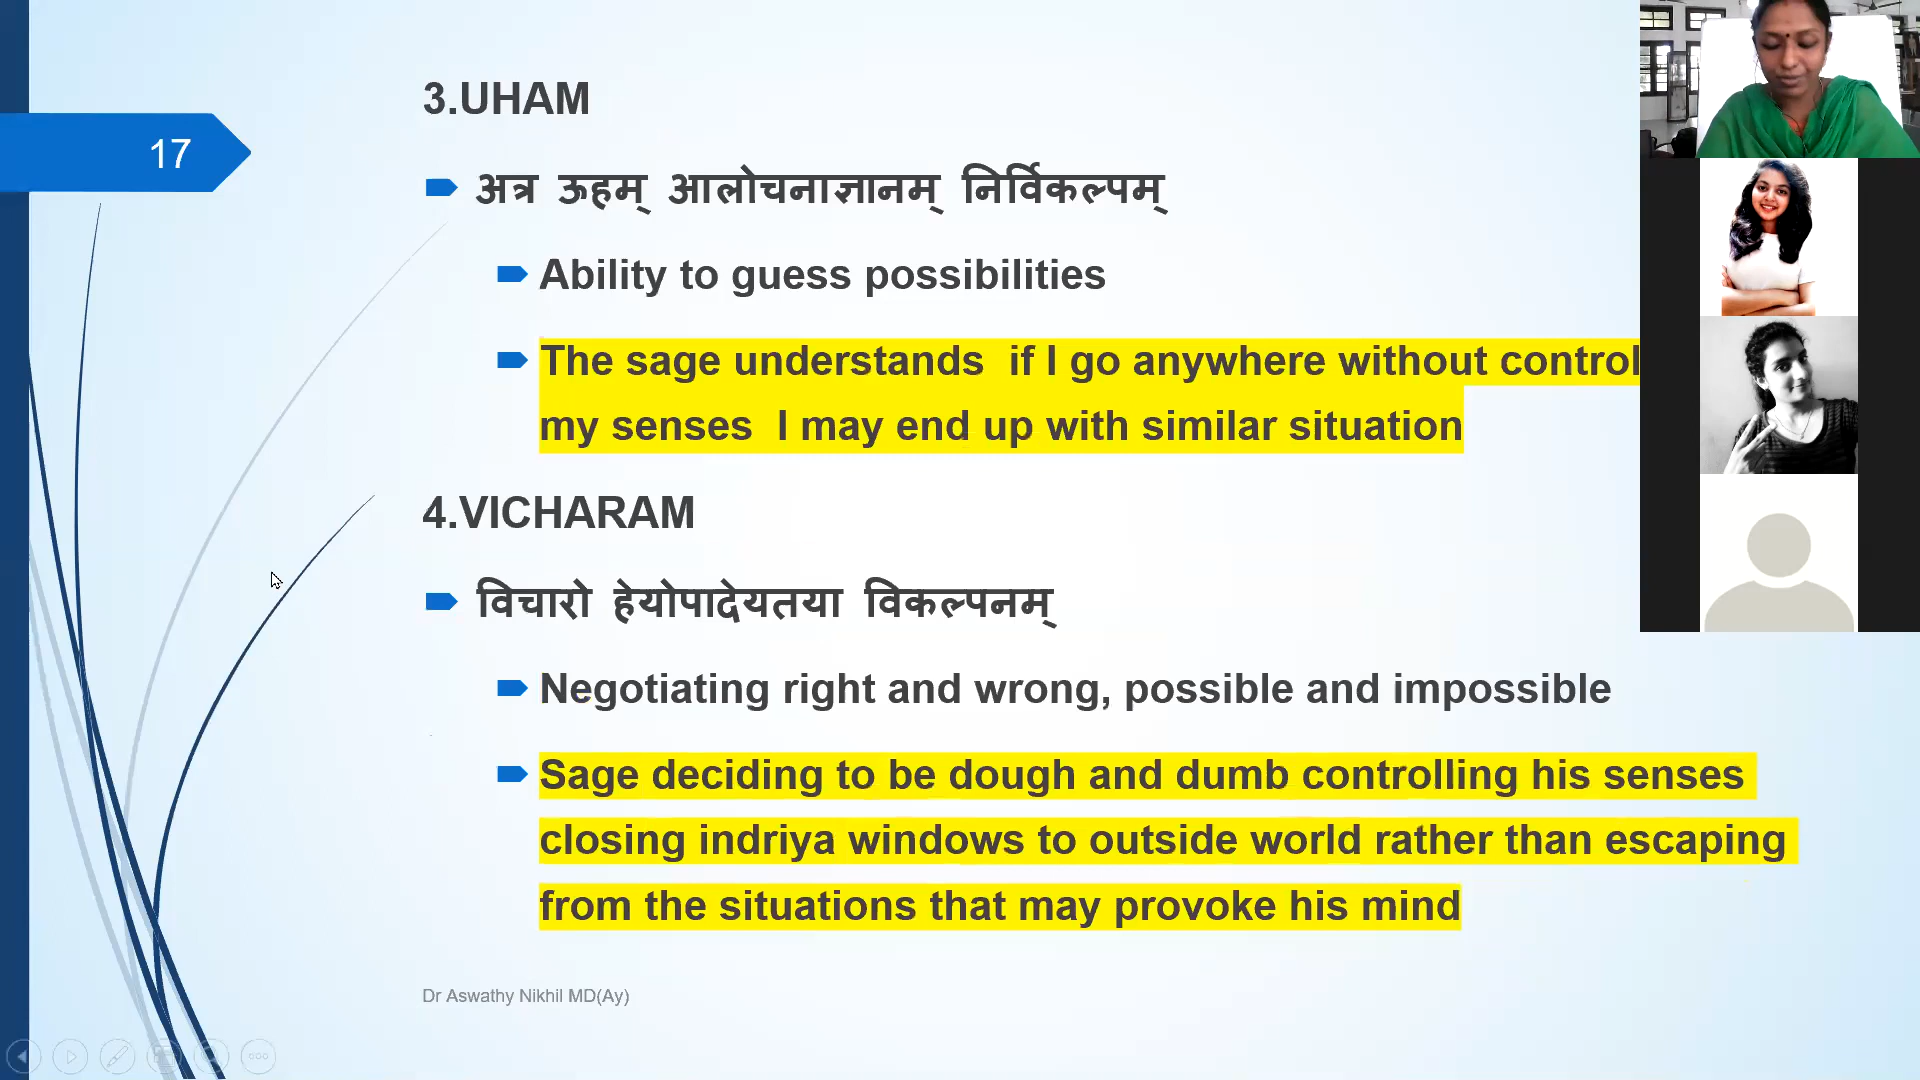 17
3.UHAM
अत्र ऊहम् आलोचनाज्ञानम् निर्विकल्पम्
Ability to guess possibilities
The sage understands if I go anywhere without control
my senses I may end up with similar situation
4.VICHARAM
विचारो हेयोपादेयतया विकल्पनम्
Negotiating right and wrong, possible and impossible
Sage deciding to be dough and dumb controlling his senses
closing indriya windows to outside world rather than escaping
from the situations that may provoke his mind
Dr Aswathy Nikhil MD(Ay)